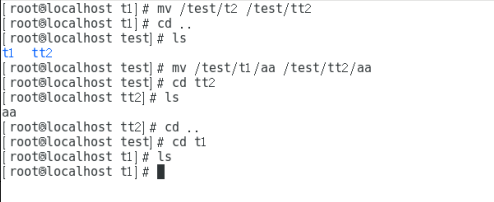 [root@localhost t1]# mv /test/t2 /test/tt2
[root@localhost t1]# cd ..
[root@localhost test]# ls
t1  tt2
[root@localhost test]# mv /test/t1/aa /test/tt2/aa
[root@localhost test]# cd tt2
[root@localhost tt2]# ls
aa
[root@localhost tt2]# cd ..
[root@localhost test]# cd t1
[root@localhost t1]# ls
[root@localhost t1]#